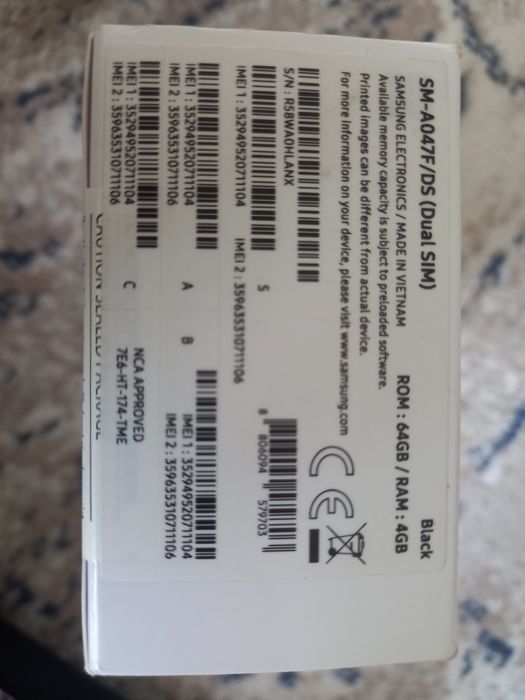 SM-A047F/DS (Dual SIM)
Black
SAMSUNG ELECTRONICS / MADE IN VIETNAM
ROM : 64GB / RAM : 4GB
Available memory capacity is subject to preloaded software.
Printed images can be different from actual device.
For more information on your device, please visit www.samsung.com
S/N: R58WA0HLANX
8 806094 579703
IMEI 1 : 352949520711104
IMEI 2 : 359635310711106
S
IMEI 1 : 352949520711104
IMEI 2 : 359635310711106
A
B
IMEI 1 : 352949520711104
IMEI 2 : 359635310711106
IMEI 1 : 352949520711104
IMEI 2 : 359635310711106
C
NCA APPROVED
7E6-HT-174-TME
CE